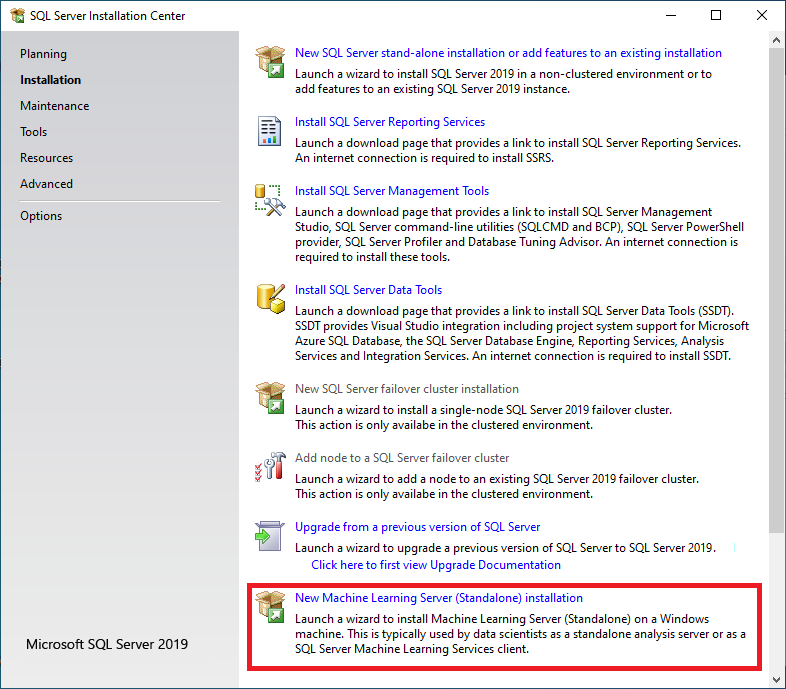 SQL Server Installation Center
Planning
Installation
Maintenance
Tools
Resources
Advanced
Options
Microsoft SQL Server 2019
New SQL Server stand-alone installation or add features to an existing installation
Launch a wizard to install SQL Server 2019 in a non-clustered environment or to
add features to an existing SQL Server 2019 instance.
Install SQL Server Reporting Services
Launch a download page that provides a link to install SQL Server Reporting Services.
An internet connection is required to install SSRS.
Install SQL Server Management Tools
Launch a download page that provides a link to install SQL Server Management
Studio, SQL Server command-line utilities (SQLCMD and BCP), SQL Server PowerShell
provider, SQL Server Profiler and Database Tuning Advisor. An internet connection is
required to install these tools.
Install SQL Server Data Tools
Launch a download page that provides a link to install SQL Server Data Tools (SSDT).
SSDT provides Visual Studio integration including project system support for Microsoft
Azure SQL Database, the SQL Server Database Engine, Reporting Services, Analysis
Services and Integration Services. An internet connection is required to install SSDT.
New SQL Server failover cluster installation
Launch a wizard to install a single-node SQL Server 2019 failover cluster.
This action is only availabe in the clustered environment.
Add node to a SQL Server failover cluster
Launch a wizard to add a node to an existing SQL Server 2019 failover cluster.
This action is only availabe in the clustered environment.
Upgrade from a previous version of SQL Server
Launch a wizard to upgrade a previous version of SQL Server to SQL Server 2019.
Click here to first view Upgrade Documentation
New Machine Learning Server (Standalone) installation
Launch a wizard to install Machine Learning Server (Standalone) on a Windows
machine. This is typically used by data scientists as a standalone analysis server or as a
SQL Server Machine Learning Services client.